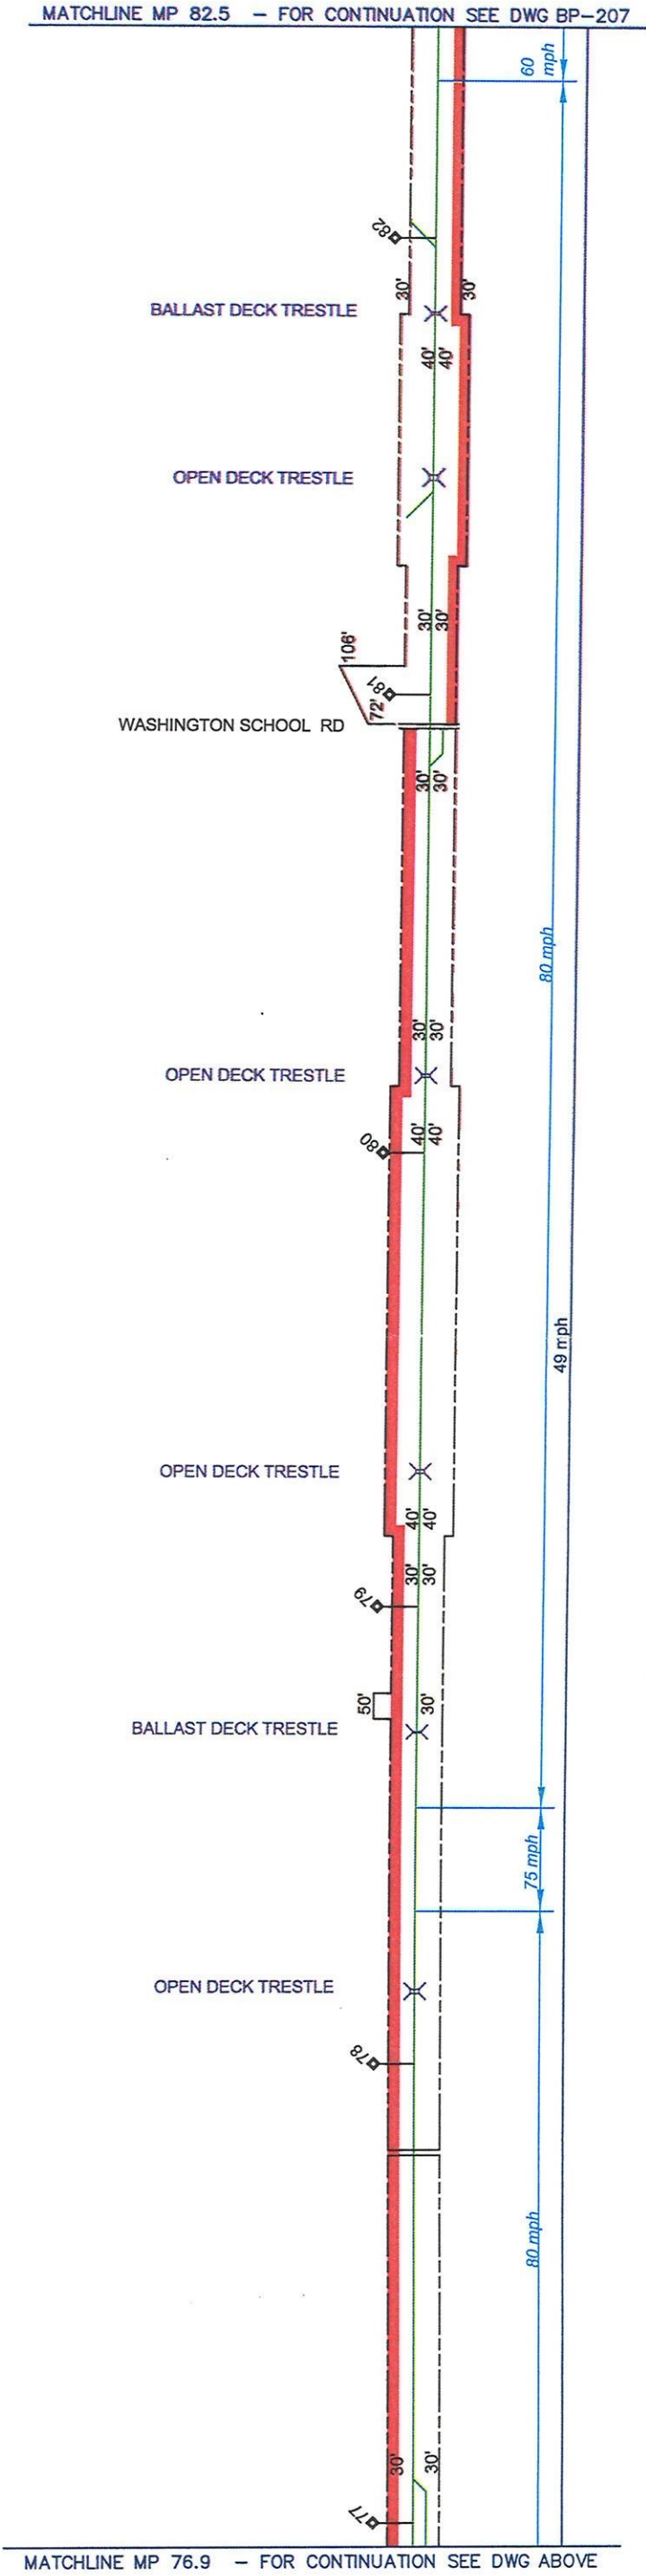 MATCHLINE MP 82.5 – FOR CONTINUATION SEE DWG BP–207
60 mph
82
30'
30'
BALLAST DECK TRESTLE
40'
40'
OPEN DECK TRESTLE
30'
30'
106'
81
72'
WASHINGTON SCHOOL RD
30'
30'
80 mph
30'
30'
OPEN DECK TRESTLE
40'
40'
80
49 mph
OPEN DECK TRESTLE
40'
40'
30'
30'
79
50'
30'
BALLAST DECK TRESTLE
75 mph
OPEN DECK TRESTLE
78
80 mph
30'
30'
77
MATCHLINE MP 76.9 – FOR CONTINUATION SEE DWG ABOVE